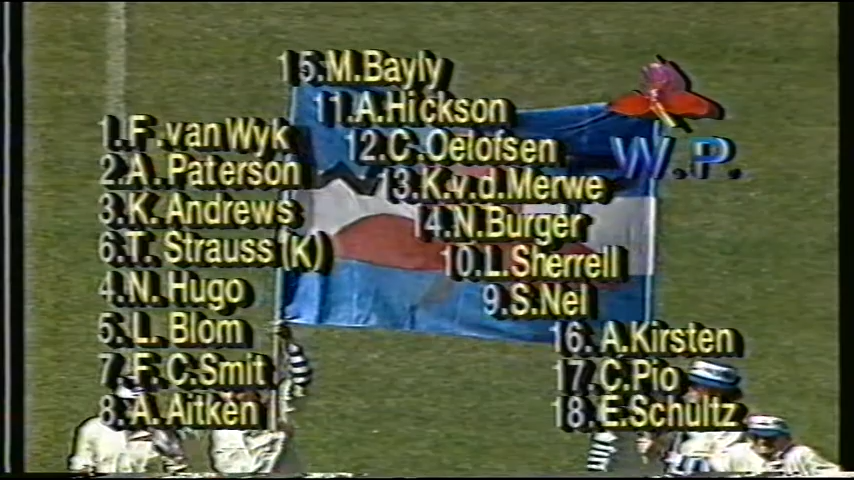 15.M.Bayly
11.A.Hickson
1.F.van Wyk
12.C.Oelofsen
W.P.
2.A.Paterson
13.K.v.d.Merwe
3.K.Andrews
14.N.Burger
6.T.Strauss(K)
10.L.Sherrell
4.N.Hugo
9.S.Nel
5.L.Blom
16.A.Kirsten
7.F.C.Smit
17.C.Pio
8.A.Aitken
18.E.Schultz